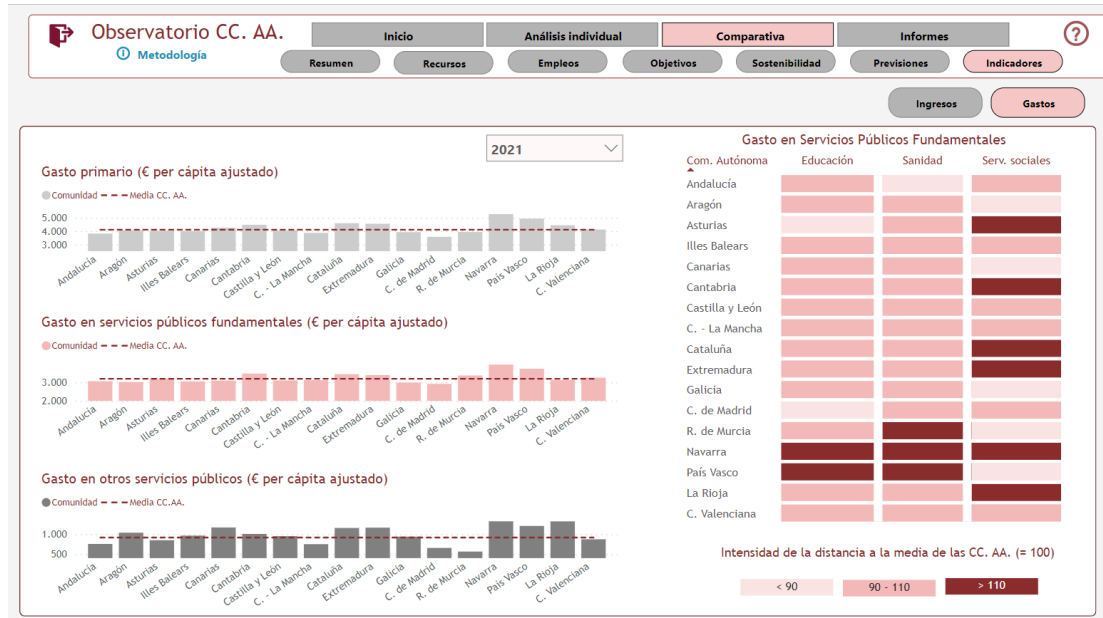 Observatorio CC. AA.
Metodología
Inicio
Análisis individual
Comparativa
Informes
?
Resumen
Recursos
Empleos
Objetivos
Sostenibilidad
Previsiones
Indicadores
Ingresos
Gastos
2021
Gasto primario (€ per cápita ajustado)
Comunidad Media CC. AA.
5.000
4.000
3.000
Andalucía
Aragón
Asturias
Illes Balears
Canarias
Cantabria
Castilla y León
C. - La Mancha
Cataluña
Extremadura
Galicia
C. de Madrid
R. de Murcia
Navarra
País Vasco
La Rioja
C. Valenciana
Gasto en servicios públicos fundamentales (€ per cápita ajustado)
Comunidad Media CC. AA.
3.000
2.000
Andalucía
Aragón
Asturias
Illes Balears
Canarias
Cantabria
Castilla y León
C. - La Mancha
Cataluña
Extremadura
Galicia
C. de Madrid
R. de Murcia
Navarra
País Vasco
La Rioja
C. Valenciana
Gasto en otros servicios públicos (€ per cápita ajustado)
Comunidad Media CC.AA.
1.000
500
Andalucía
Aragón
Asturias
Illes Balears
Canarias
Cantabria
Castilla y León
C. - La Mancha
Cataluña
Extremadura
Galicia
C. de Madrid
R. de Murcia
Navarra
País Vasco
La Rioja
C. Valenciana
Gasto en Servicios Públicos Fundamentales
Com. Autónoma Educación Sanidad Serv. sociales
Andalucía
Aragón
Asturias
Illes Balears
Canarias
Cantabria
Castilla y León
C. - La Mancha
Cataluña
Extremadura
Galicia
C. de Madrid
R. de Murcia
Navarra
País Vasco
La Rioja
C. Valenciana
Intensidad de la distancia a la media de las CC. AA. (= 100)
< 90
90 - 110
> 110